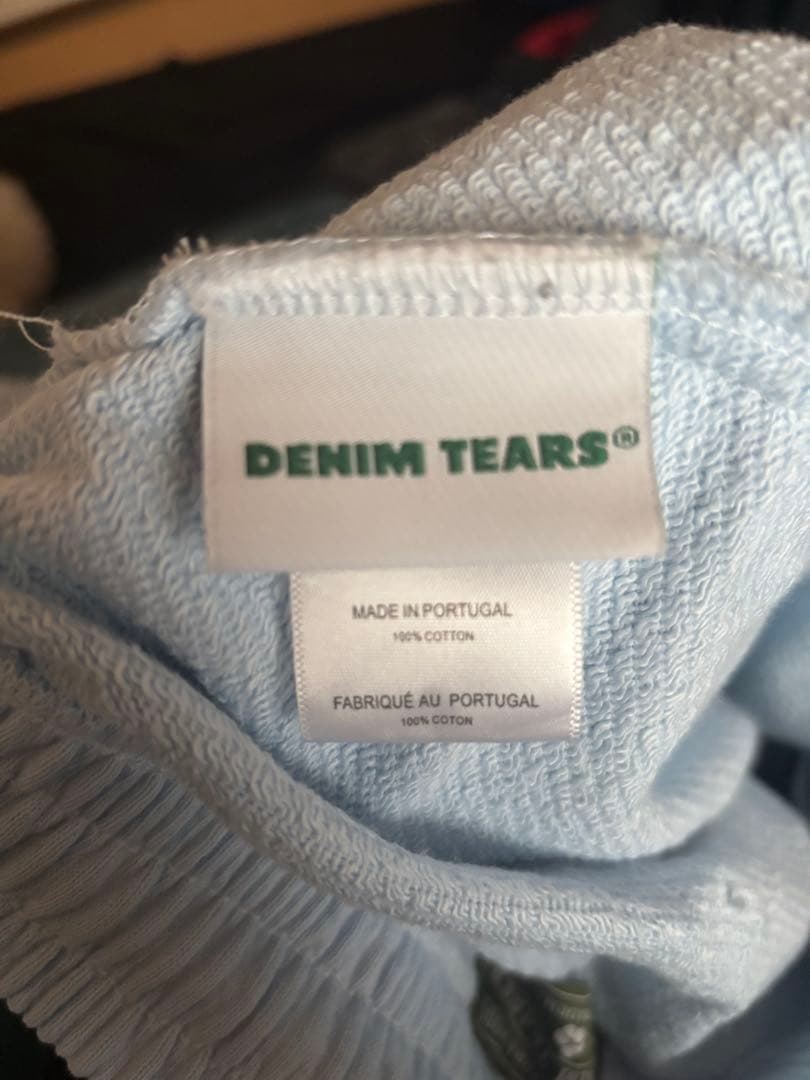 DENIM TEARS®
MADE IN PORTUGAL
100% COTTON
FABRIQUÉ AU PORTUGAL
100% COTON